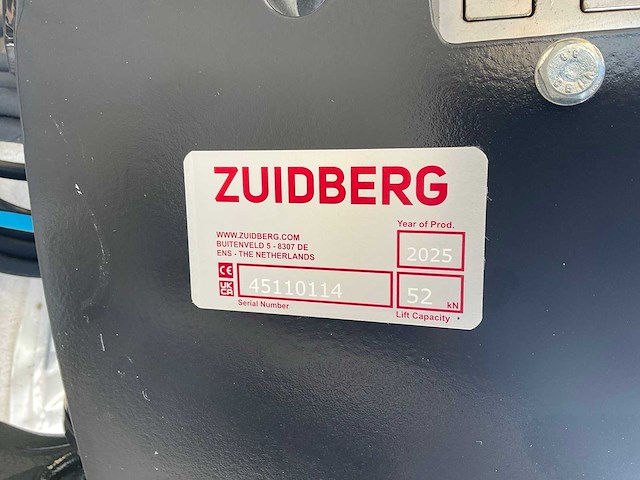 ZUIDBERG
WWW.ZUIDBERG.COM
BUITENVELD 5 - 8307 DE
ENS - THE NETHERLANDS
Year of Prod.
2025
CE
UK
CA
45110114
Serial Number
52 kN
Lift Capacity